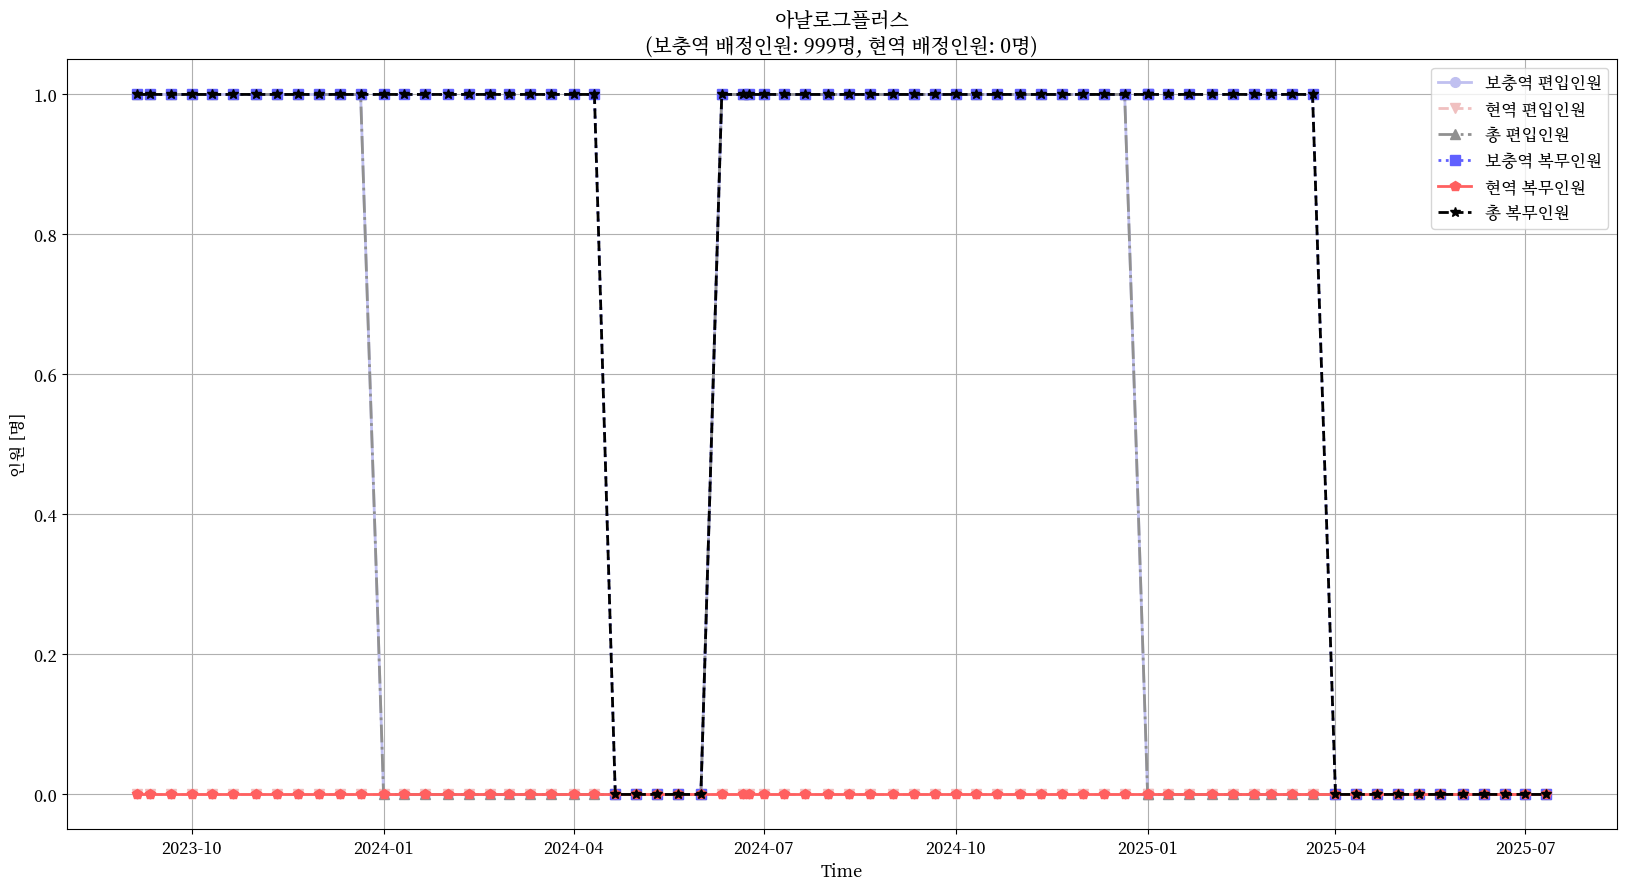 아날로그플러스
(보충역 배정인원: 999명, 현역 배정인원: 0명)
보충역 편입인원
현역 편입인원
총 편입인원
보충역 복무인원
현역 복무인원
총 복무인원
인원 [명]
1.0
0.8
0.6
0.4
0.2
0.0
2023-10
2024-01
2024-04
2024-07
2024-10
2025-01
2025-04
2025-07
Time